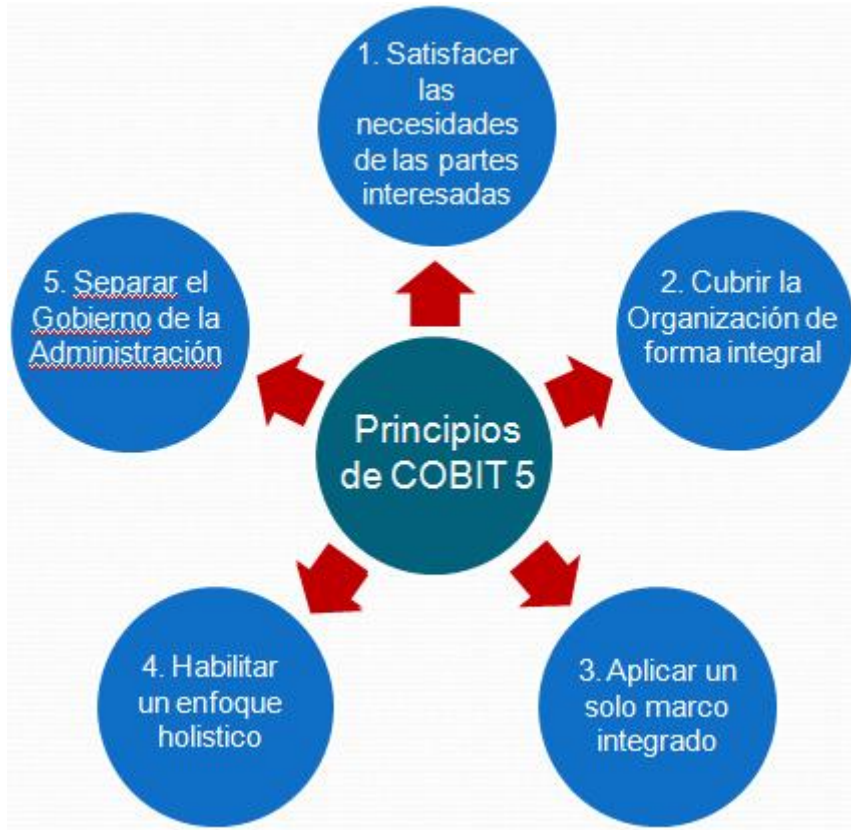 1. Satisfacer
las
necesidades
de las partes
interesadas
2. Cubrir la
Organización de
forma integral
3. Aplicar un
solo marco
integrado
4. Habilitar
un enfoque
holistico
5. Separar el
Gobierno de la
Administración
Principios
de COBIT 5